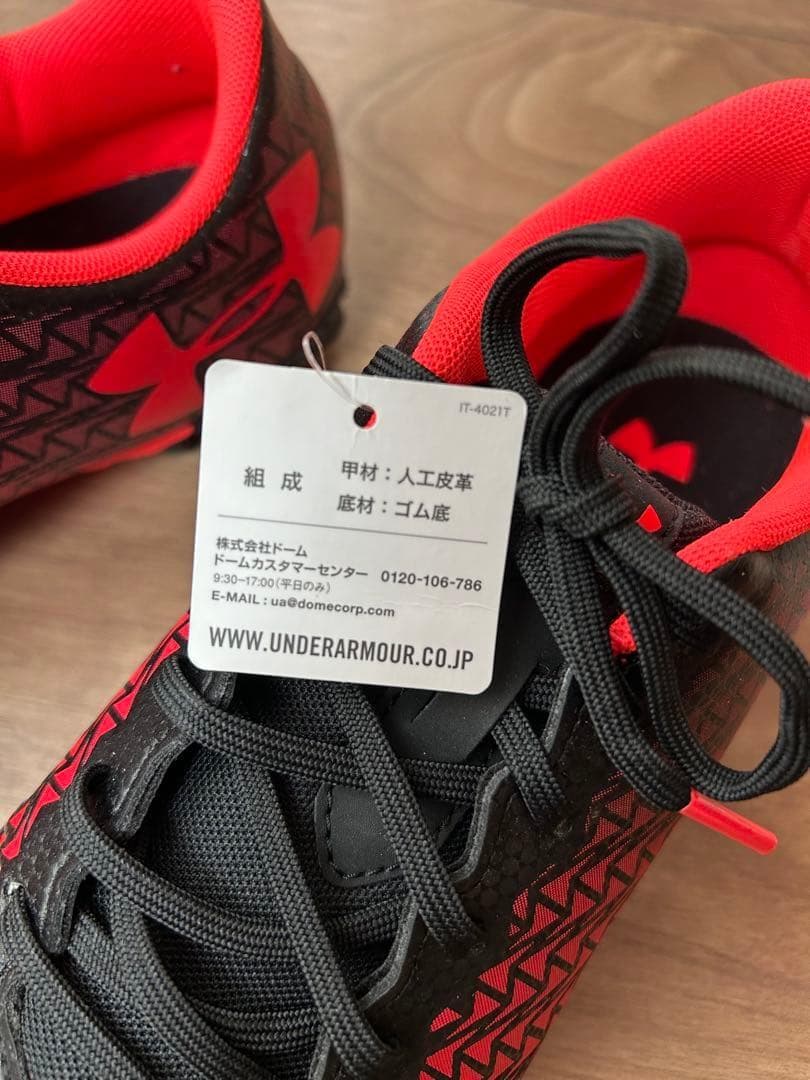 IT-4021T
組成
甲材：人工皮革
底材：ゴム底
株式会社ドーム
ドームカスタマーセンター 0120-106-786
9:30−17:00（平日のみ）
E-MAIL : ua@domecorp.com
WWW.UNDERARMOUR.CO.JP